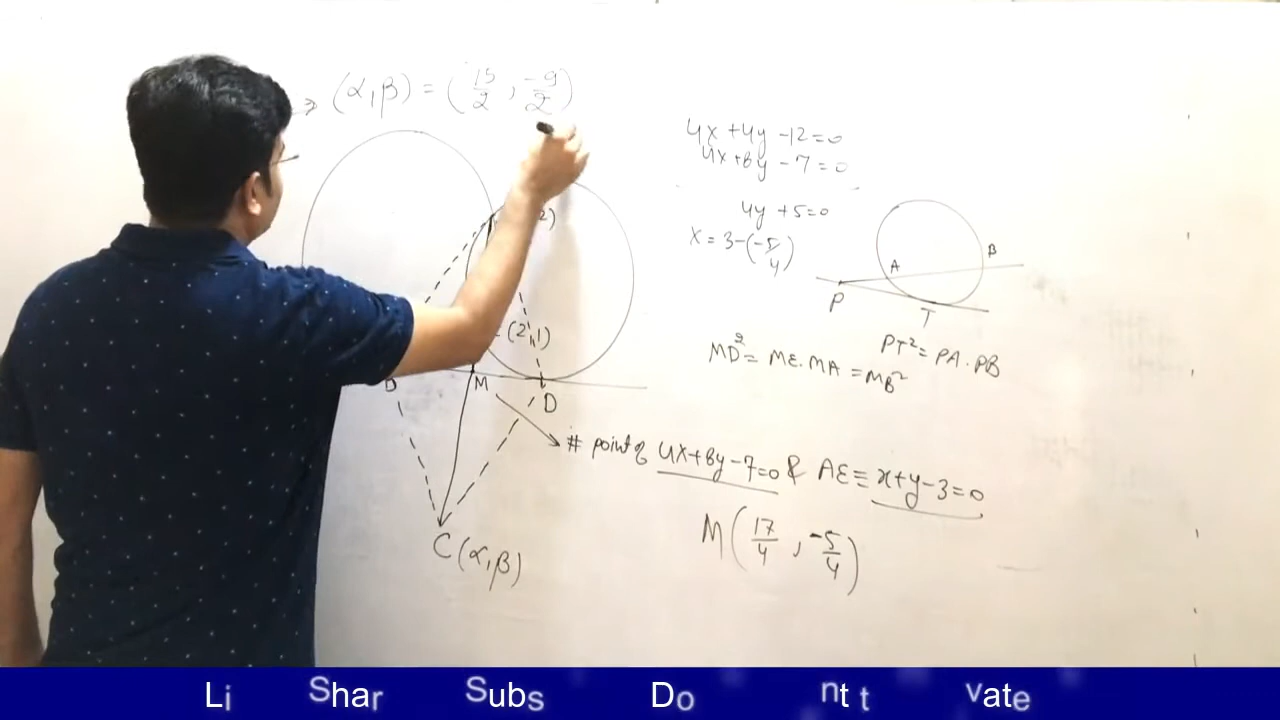 (α,β) = (15/2 , -9/2)
4x +4y -12=0
4x+8y -7=0
4y +5=0
x = 3-(-5/4)
2)
(2,1)
M
D
C (α,β)
A
B
P
T
PT²= PA. PB
MD²= ME. MA = MB²
# point of 4x+8y-7=0 & AE≡ x+y-3=0
M(17/4 , -5/4)
Li Shar Subs Do nt t vate